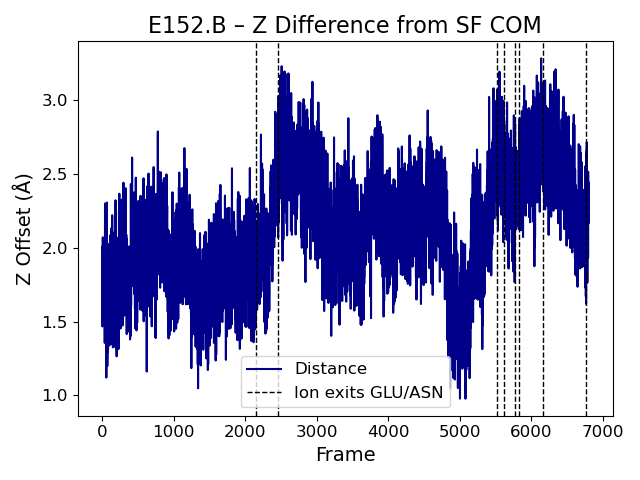 E152.B – Z Difference from SF COM
Z Offset (Å)
3.0
2.5
2.0
1.5
1.0
Distance
Ion exits GLU/ASN
0 1000 2000 3000 4000 5000 6000 7000
Frame